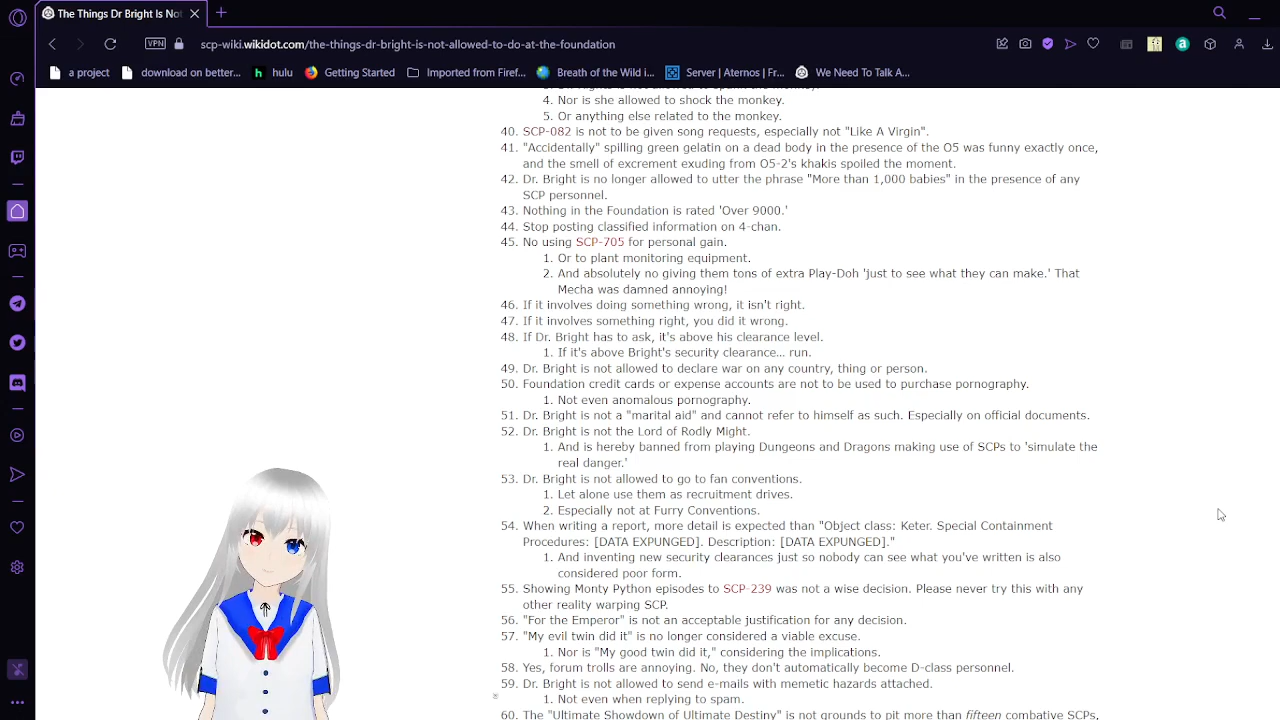 The Things Dr Bright Is Not
scp-wiki.wikidot.com/the-things-dr-bright-is-not-allowed-to-do-at-the-foundation
VPN
a project
download on better...
hulu
Getting Started
Imported from Firef...
Breath of the Wild i...
Server | Aternos | Fr...
We Need To Talk A...
4. Nor is she allowed to shock the monkey.
5. Or anything else related to the monkey.
40. SCP-082 is not to be given song requests, especially not "Like A Virgin".
41. "Accidentally" spilling green gelatin on a dead body in the presence of the O5 was funny exactly once,
and the smell of excrement exuding from O5-2's khakis spoiled the moment.
42. Dr. Bright is no longer allowed to utter the phrase "More than 1,000 babies" in the presence of any
SCP personnel.
43. Nothing in the Foundation is rated 'Over 9000.'
44. Stop posting classified information on 4-chan.
45. No using SCP-705 for personal gain.
1. Or to plant monitoring equipment.
2. And absolutely no giving them tons of extra Play-Doh 'just to see what they can make.' That
Mecha was damned annoying!
46. If it involves doing something wrong, it isn't right.
47. If it involves something right, you did it wrong.
48. If Dr. Bright has to ask, it's above his clearance level.
1. If it's above Bright's security clearance... run.
49. Dr. Bright is not allowed to declare war on any country, thing or person.
50. Foundation credit cards or expense accounts are not to be used to purchase pornography.
1. Not even anomalous pornography.
51. Dr. Bright is not a "marital aid" and cannot refer to himself as such. Especially on official documents.
52. Dr. Bright is not the Lord of Rodly Might.
1. And is hereby banned from playing Dungeons and Dragons making use of SCPs to 'simulate the
real danger.'
53. Dr. Bright is not allowed to go to fan conventions.
1. Let alone use them as recruitment drives.
2. Especially not at Furry Conventions.
54. When writing a report, more detail is expected than "Object class: Keter. Special Containment
Procedures: [DATA EXPUNGED]. Description: [DATA EXPUNGED]."
1. And inventing new security clearances just so nobody can see what you've written is also
considered poor form.
55. Showing Monty Python episodes to SCP-239 was not a wise decision. Please never try this with any
other reality warping SCP.
56. "For the Emperor" is not an acceptable justification for any decision.
57. "My evil twin did it" is no longer considered a viable excuse.
1. Nor is "My good twin did it," considering the implications.
58. Yes, forum trolls are annoying. No, they don't automatically become D-class personnel.
59. Dr. Bright is not allowed to send e-mails with memetic hazards attached.
1. Not even when replying to spam.
60. The "Ultimate Showdown of Ultimate Destiny" is not grounds to pit more than fifteen combative SCPs,